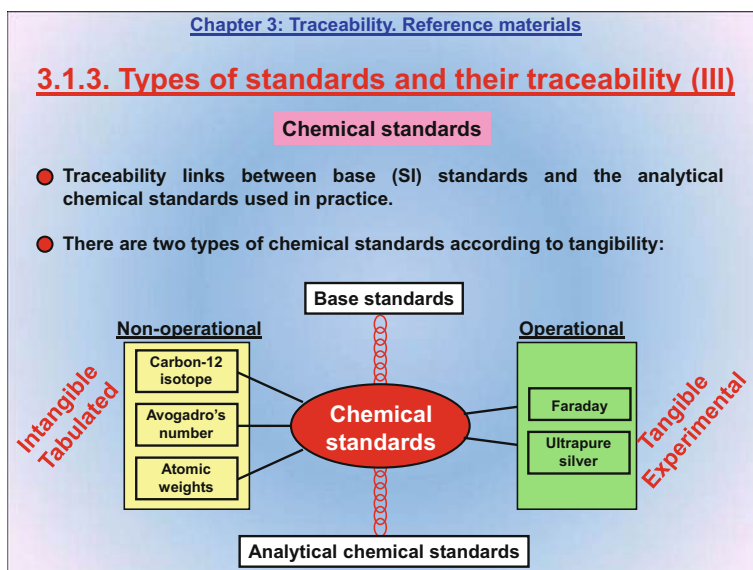 Chapter 3: Traceability. Reference materials
3.1.3. Types of standards and their traceability (III)
Chemical standards
Traceability links between base (SI) standards and the analytical
chemical standards used in practice.
There are two types of chemical standards according to tangibility:
Base standards
Non-operational
Operational
Intangible
Tabulated
Carbon-12
isotope
Avogadro's
number
Atomic
weights
Chemical
standards
Faraday
Ultrapure
silver
Tangible
Experimental
Analytical chemical standards